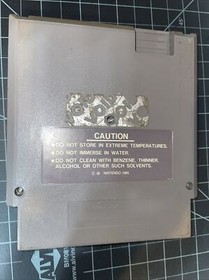 CAUTION
•DO NOT STORE IN EXTREME TEMPERATURES.
•DO NOT IMMERSE IN WATER.
•DO NOT CLEAN WITH BENZENE, THINNER,
ALCOHOL OR OTHER SUCH SOLVENTS.
© NINTENDO 1985